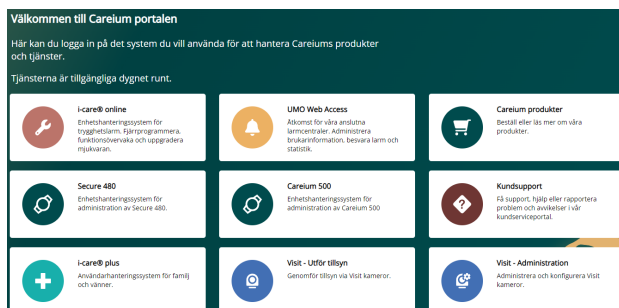 Välkommen till Careium portalen
Här kan du logga in på det system du vill använda för att hantera Careiums produkter
och tjänster.
Tjänsterna är tillgängliga dygnet runt.
i-care® online
Enhetshanteringssystem för
trygghetslarm. Fjärrprogrammera,
funktionsövervaka och uppgradera
mjukvaran.
UMO Web Access
Åtkomst för våra anslutna
larmcentraler. Administrera
brukarinformation, besvara larm och
statistik.
Careium produkter
Beställ eller läs mer om våra
produkter.
Secure 480
Enhetshanteringssystem för
administration av Secure 480.
Careium 500
Enhetshanteringssystem för
administration av Careium 500
Kundsupport
Få support, hjälp eller rapportera
problem och avvikelser i vår
kundserviceportal.
i-care® plus
Användarhanteringssystem för familj
och vänner.
Visit - Utför tillsyn
Genomför tillsyn via Visit kameror.
Visit - Administration
Administrera och konfigurera Visit
kameror.